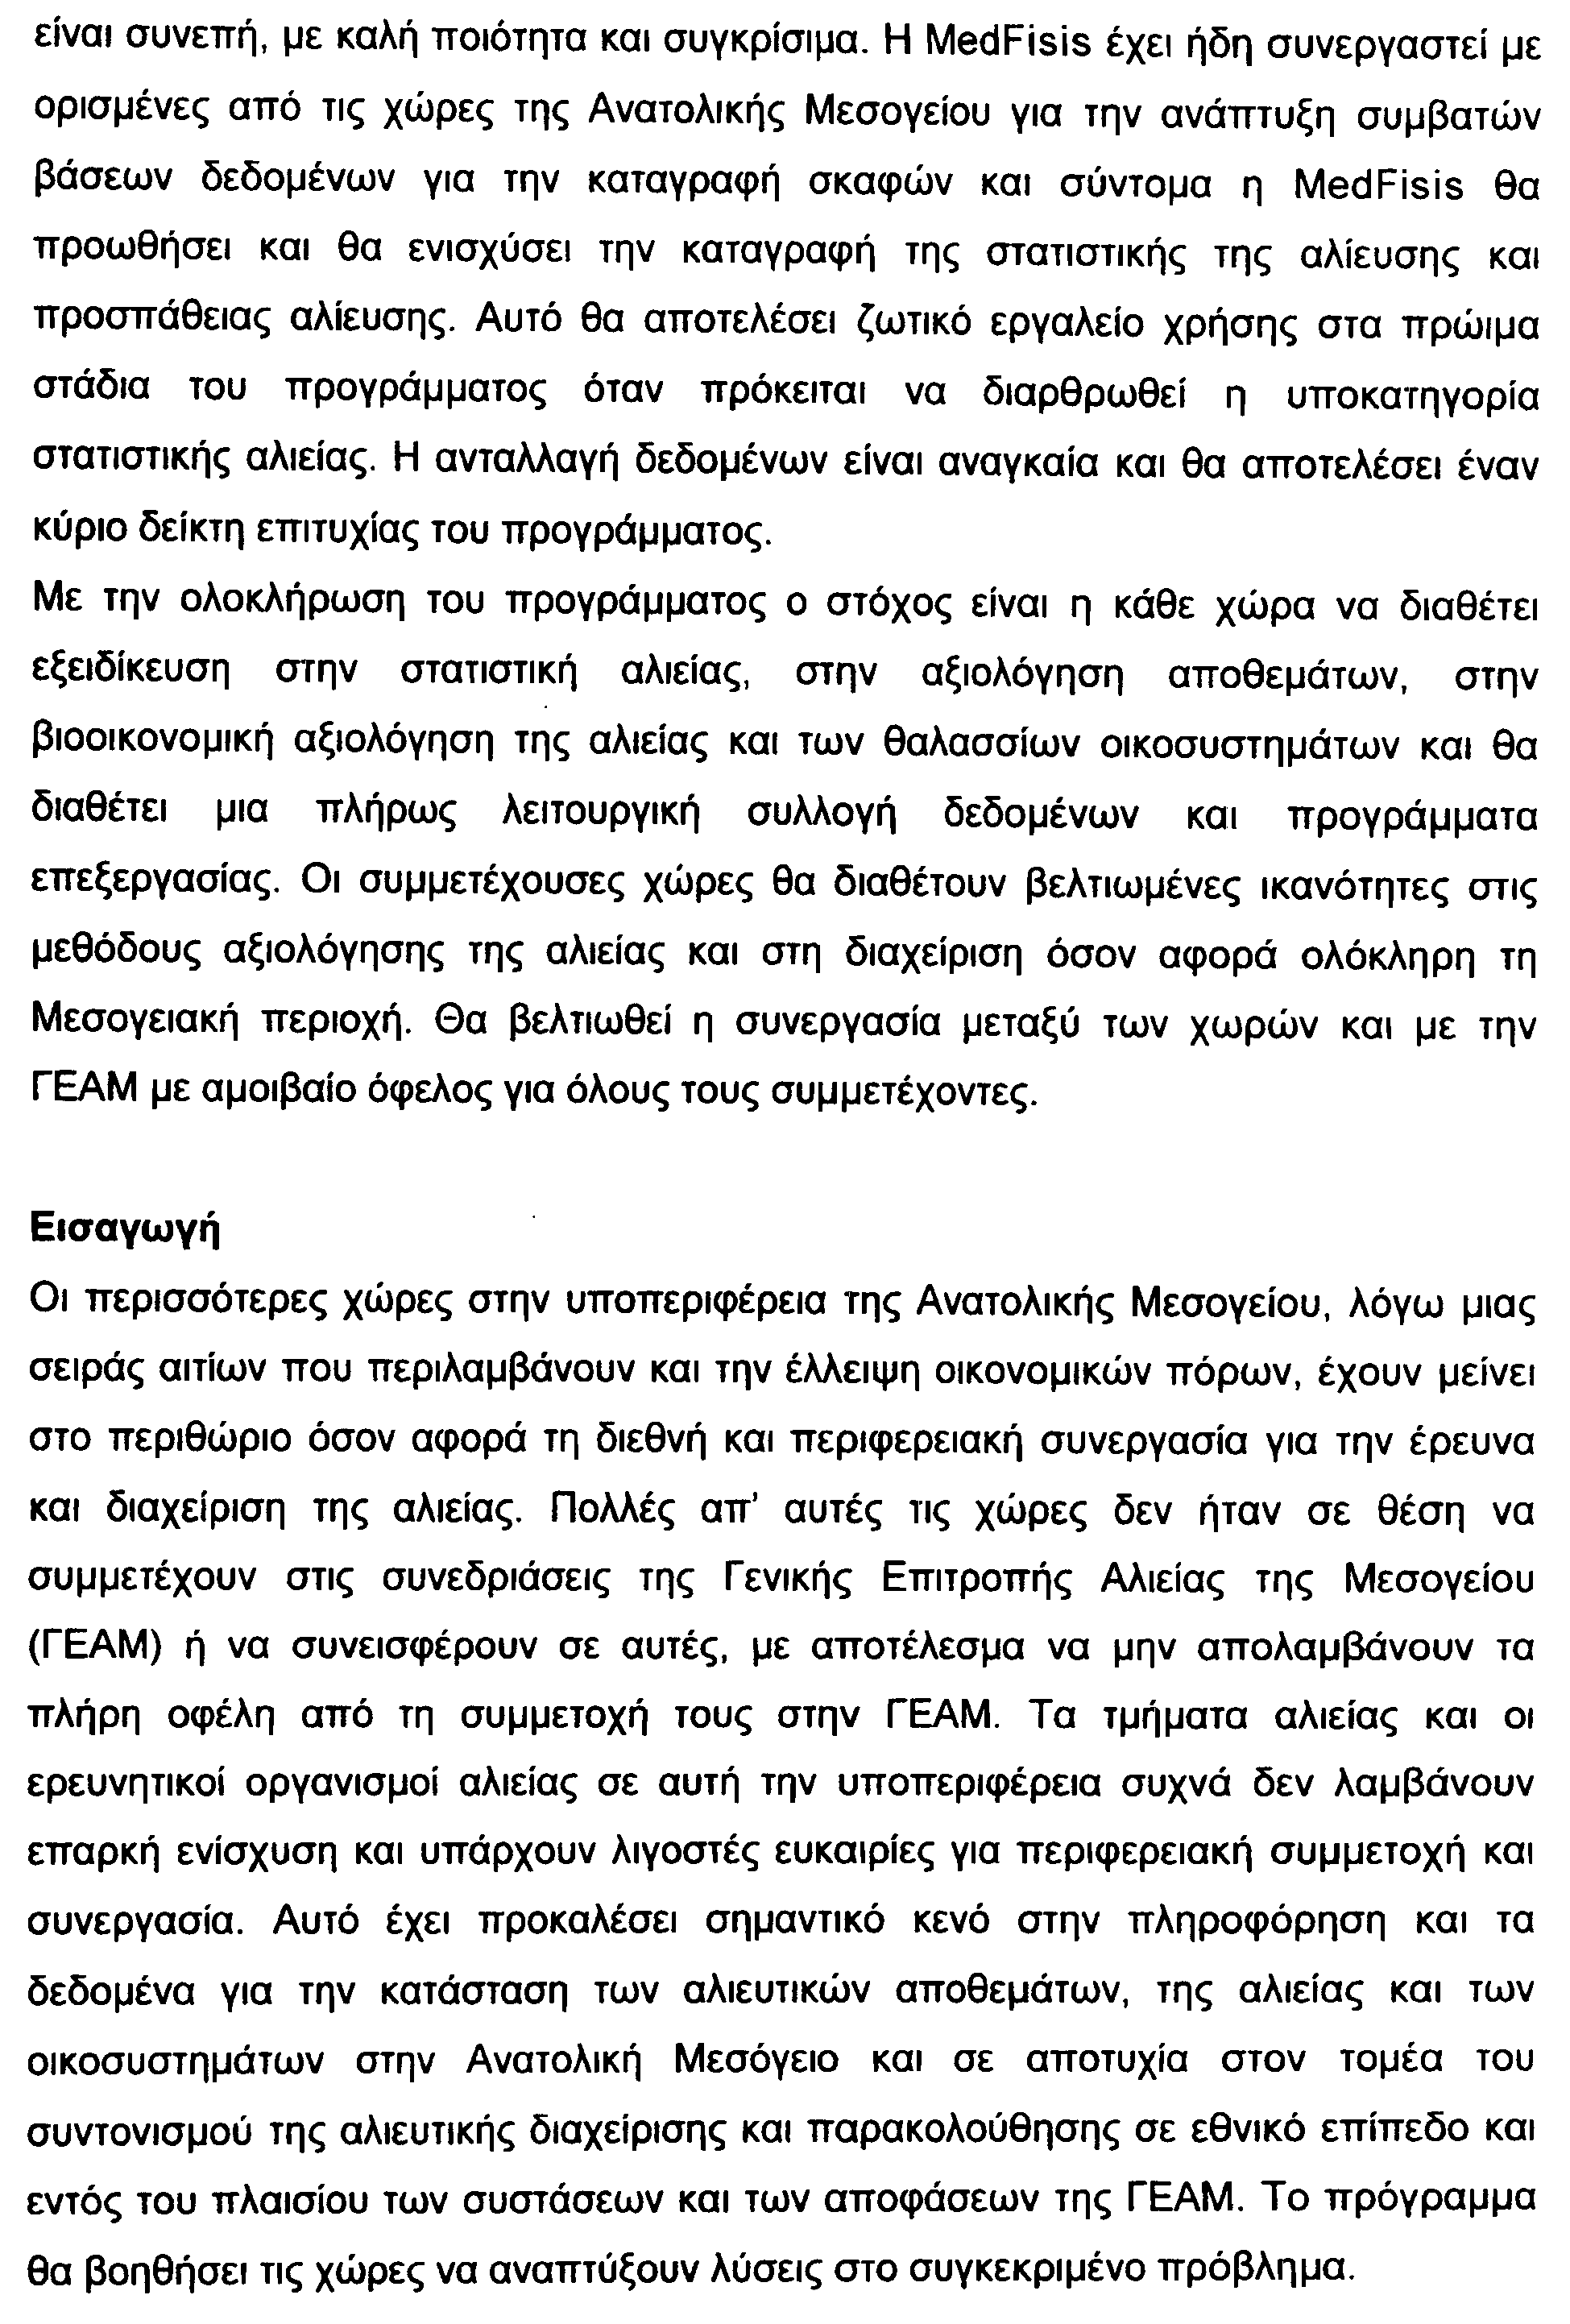 είναι συνεπή, με καλή ποιότητα και συγκρίσιμα. Η MedFisis έχει ήδη συνεργαστεί με
ορισμένες από τις χώρες της Ανατολικής Μεσογείου για την ανάπτυξη συμβατών
βάσεων δεδομένων για την καταγραφή σκαφών και σύντομα η MedFisis θα
προωθήσει και θα ενισχύσει την καταγραφή της στατιστικής της αλίευσης και
προσπάθειας αλίευσης. Αυτό θα αποτελέσει ζωτικό εργαλείο χρήσης στα πρώιμα
στάδια του προγράμματος όταν πρόκειται να διαρθρωθεί η υποκατηγορία
στατιστικής αλιείας. Η ανταλλαγή δεδομένων είναι αναγκαία και θα αποτελέσει έναν
κύριο δείκτη επιτυχίας του προγράμματος.
Με την ολοκλήρωση του προγράμματος ο στόχος είναι η κάθε χώρα να διαθέτει
εξειδίκευση στην στατιστική αλιείας, στην αξιολόγηση αποθεμάτων, στην
βιοοικονομική αξιολόγηση της αλιείας και των θαλασσίων οικοσυστημάτων και θα
διαθέτει μια πλήρως λειτουργική συλλογή δεδομένων και προγράμματα
επεξεργασίας. Οι συμμετέχουσες χώρες θα διαθέτουν βελτιωμένες ικανότητες στις
μεθόδους αξιολόγησης της αλιείας και στη διαχείριση όσον αφορά ολόκληρη τη
Μεσογειακή περιοχή. Θα βελτιωθεί η συνεργασία μεταξύ των χωρών και με την
ΓΕΑΜ με αμοιβαίο όφελος για όλους τους συμμετέχοντες.
Εισαγωγή
Οι περισσότερες χώρες στην υποπεριφέρεια της Ανατολικής Μεσογείου, λόγω μιας
σειράς αιτίων που περιλαμβάνουν και την έλλειψη οικονομικών πόρων, έχουν μείνει
στο περιθώριο όσον αφορά τη διεθνή και περιφερειακή συνεργασία για την έρευνα
και διαχείριση της αλιείας. Πολλές απ' αυτές τις χώρες δεν ήταν σε θέση να
συμμετέχουν στις συνεδριάσεις της Γενικής Επιτροπής Αλιείας της Μεσογείου
(ΓΕΑΜ) ή να συνεισφέρουν σε αυτές, με αποτέλεσμα να μην απολαμβάνουν τα
πλήρη οφέλη από τη συμμετοχή τους στην ΓΕΑΜ. Τα τμήματα αλιείας και οι
ερευνητικοί οργανισμοί αλιείας σε αυτή την υποπεριφέρεια συχνά δεν λαμβάνουν
επαρκή ενίσχυση και υπάρχουν λιγοστές ευκαιρίες για περιφερειακή συμμετοχή και
συνεργασία. Αυτό έχει προκαλέσει σημαντικό κενό στην πληροφόρηση και τα
δεδομένα για την κατάσταση των αλιευτικών αποθεμάτων, της αλιείας και των
οικοσυστημάτων στην Ανατολική Μεσόγειο και σε αποτυχία στον τομέα του
συντονισμού της αλιευτικής διαχείρισης και παρακολούθησης σε εθνικό επίπεδο και
εντός του πλαισίου των συστάσεων και των αποφάσεων της ΓΕΑΜ. Το πρόγραμμα
θα βοηθήσει τις χώρες να αναπτύξουν λύσεις στο συγκεκριμένο πρόβλημα.